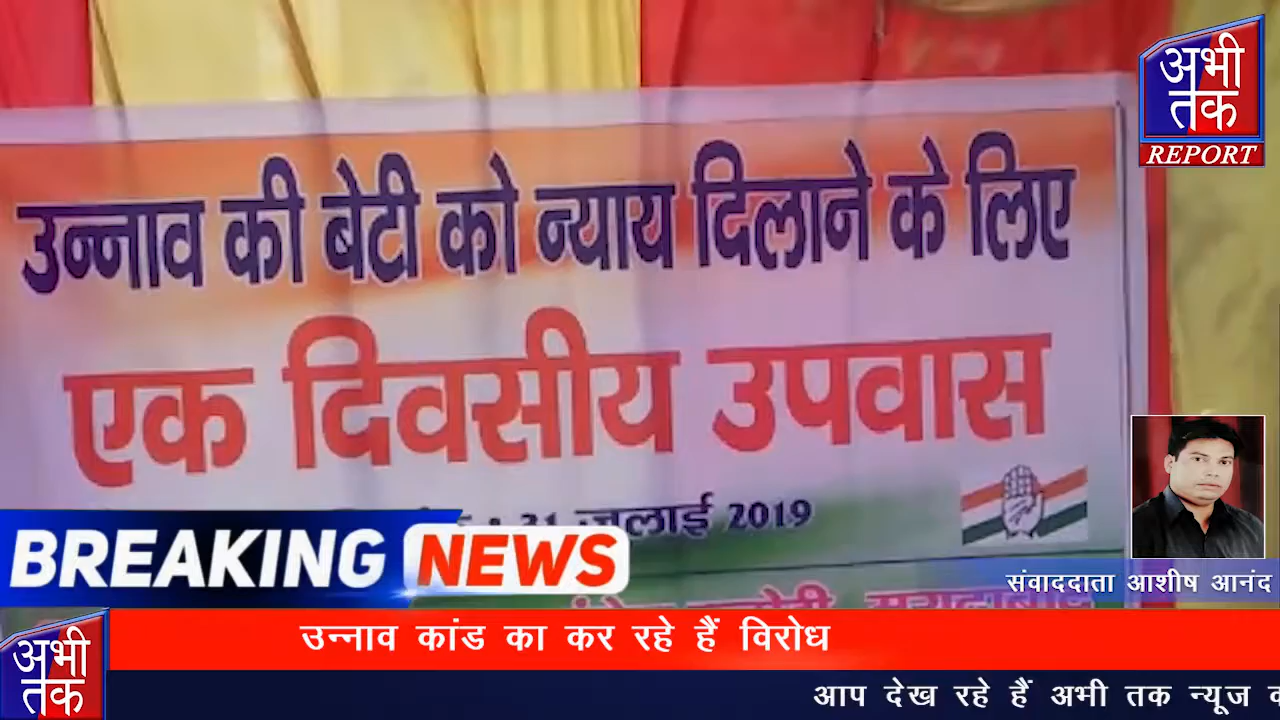 अभी
तक
REPORT
उन्नाव की बेटी को न्याय दिलाने के लिए
एक दिवसीय उपवास
31 जुलाई 2019
BREAKING NEWS
संवाददाता आशीष आनंद
उन्नाव कांड का कर रहे हैं विरोध
अभी
तक
आप देख रहे हैं अभी तक न्यूज